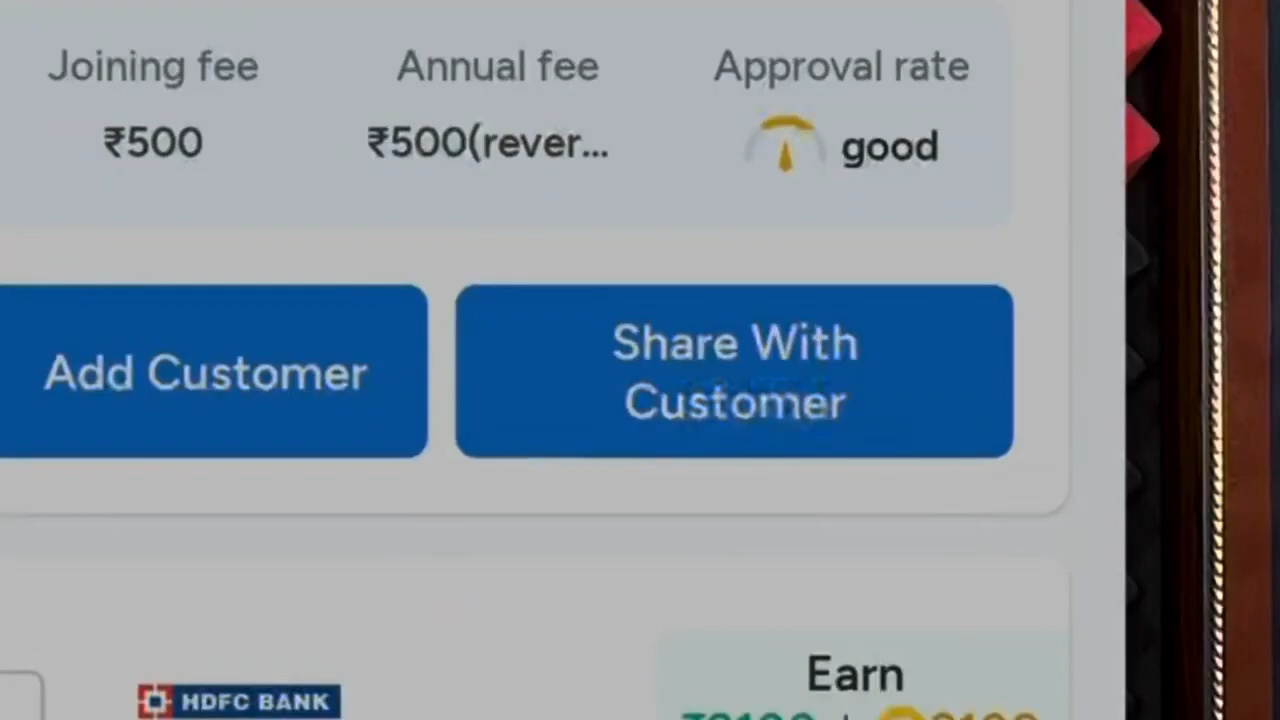 Joining fee Annual fee Approval rate
₹500 ₹500(rever... good
Add Customer
Share With
Customer
Earn
HDFC BANK